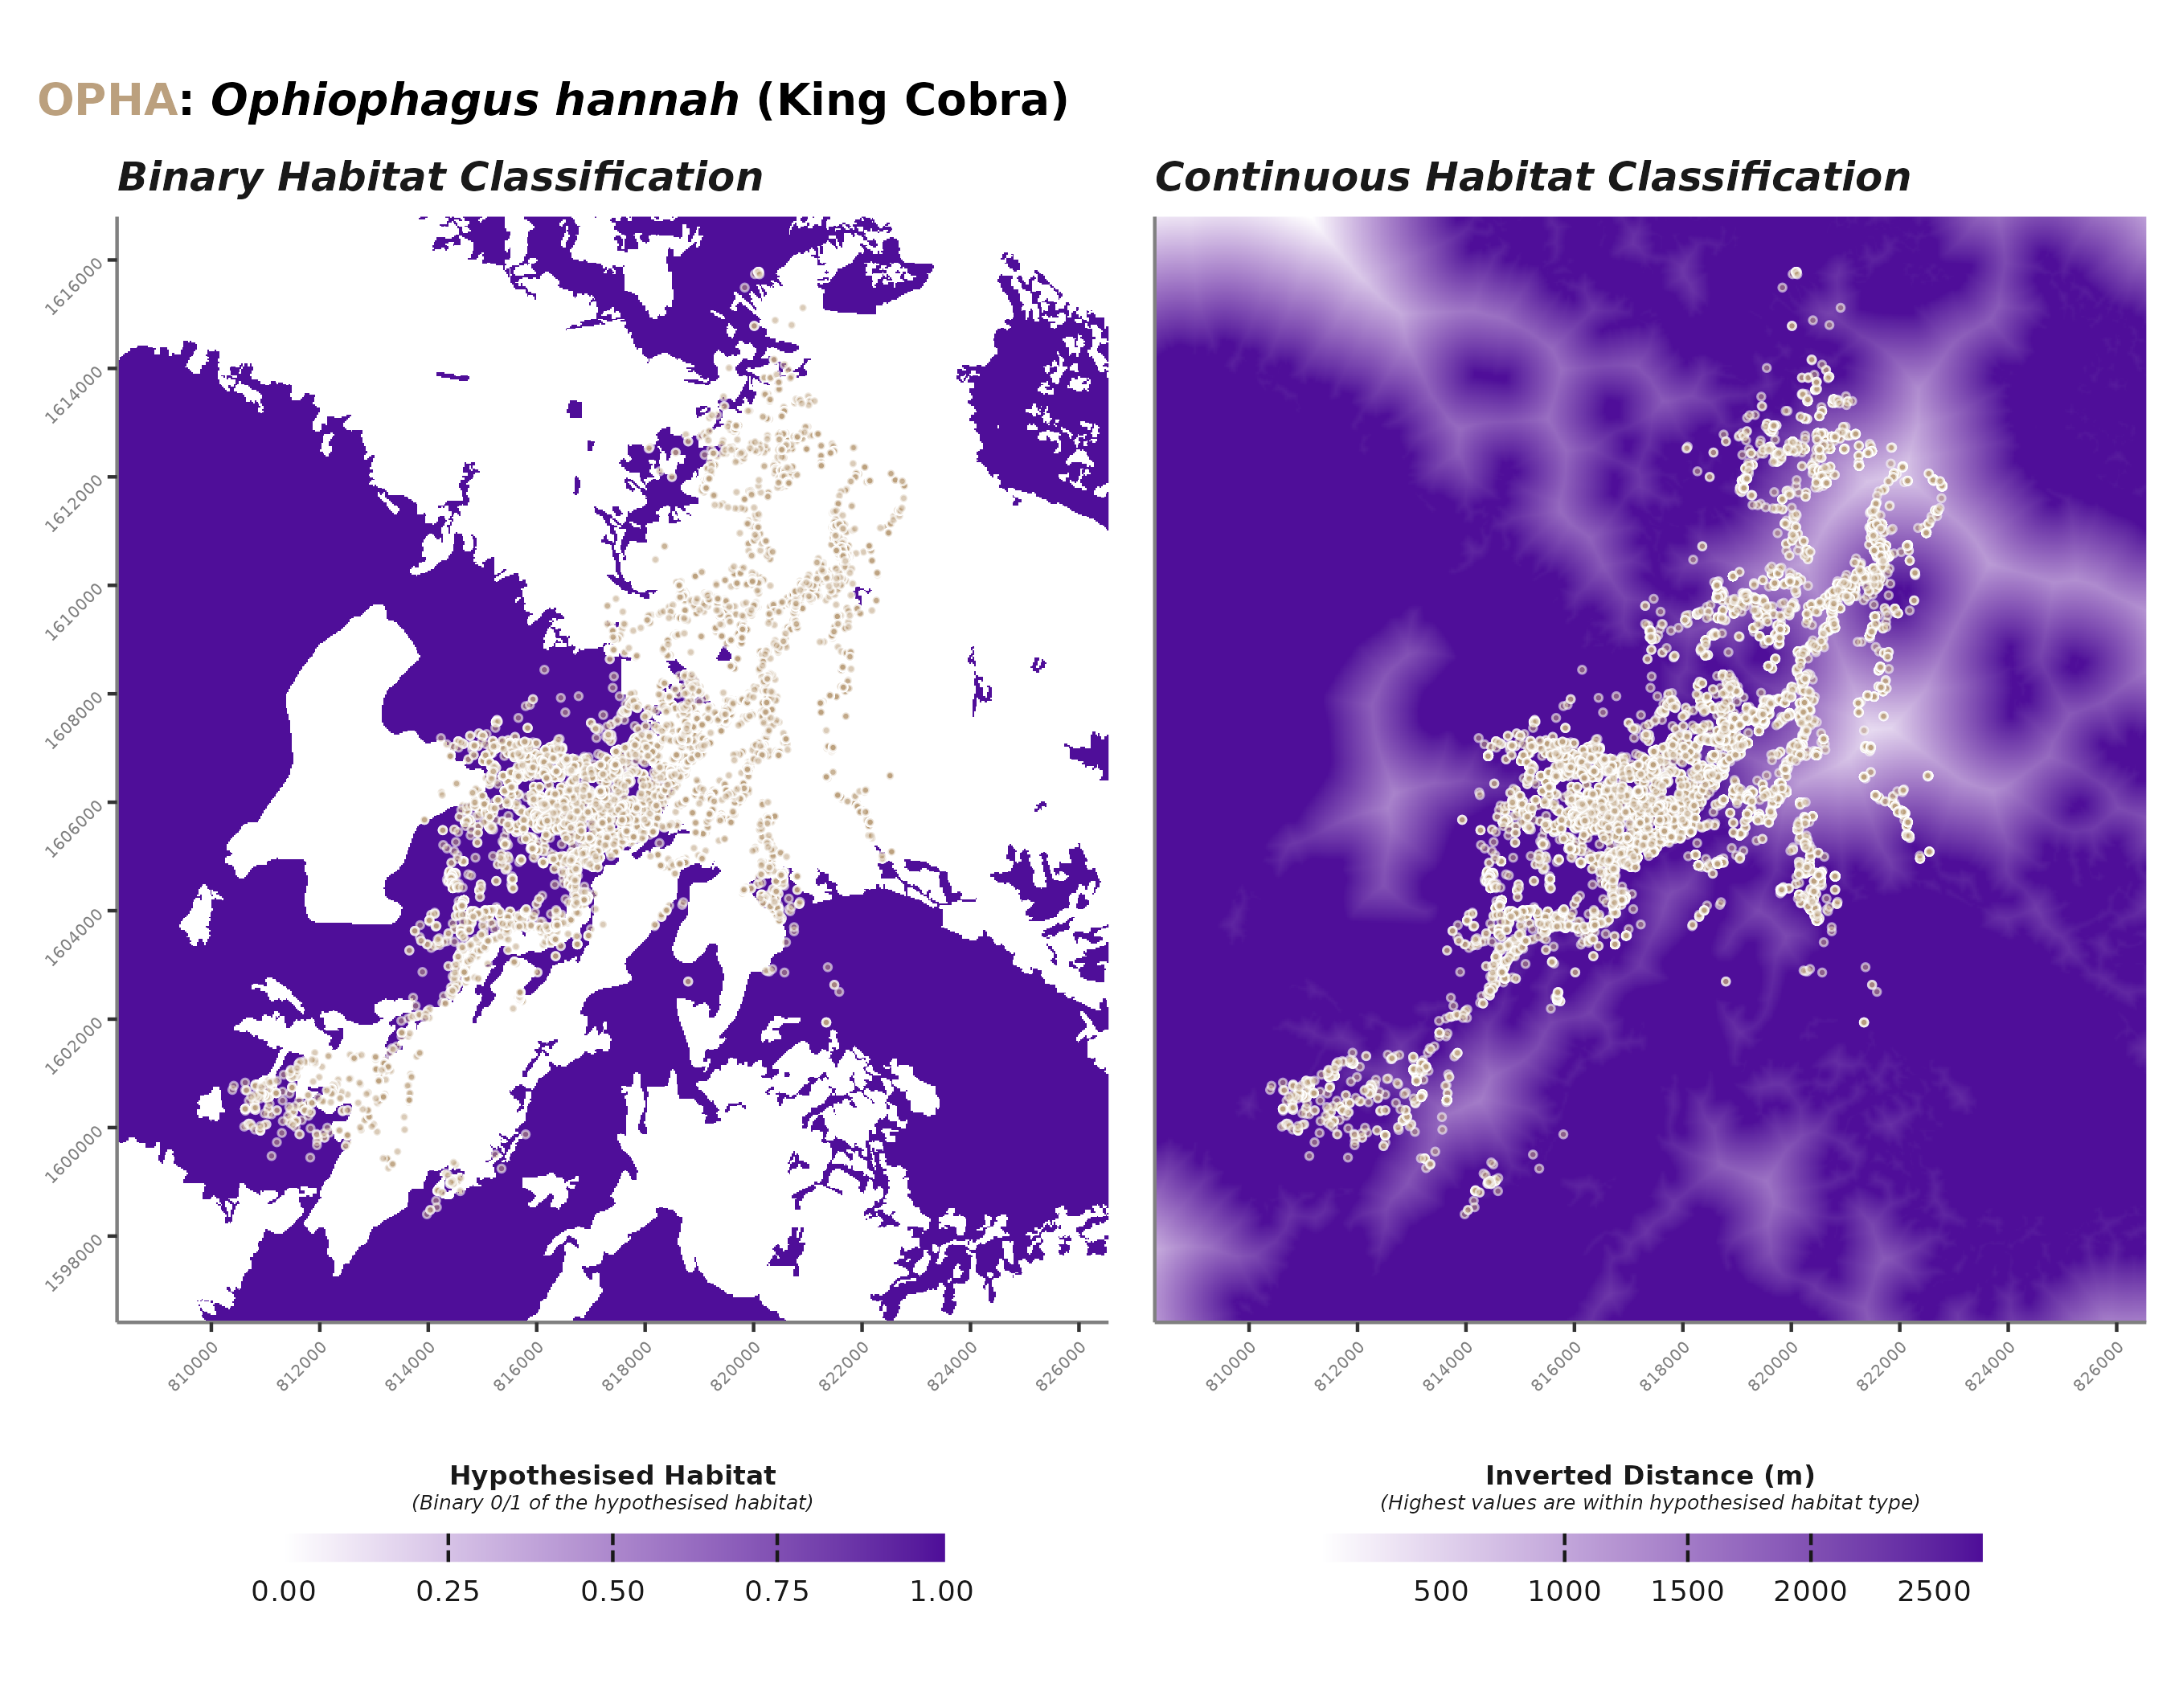 OPHA: Ophiophagus hannah (King Cobra)
Binary Habitat Classification
1616000
1614000
1612000
1610000
1608000
1606000
1604000
1602000
1600000
1598000
810000 812000 814000 816000 818000 820000 822000 824000 826000
Hypothesised Habitat
(Binary 0/1 of the hypothesised habitat)
0.00 0.25 0.50 0.75 1.00
Continuous Habitat Classification
810000 812000 814000 816000 818000 820000 822000 824000 826000
Inverted Distance (m)
(Highest values are within hypothesised habitat type)
500 1000 1500 2000 2500